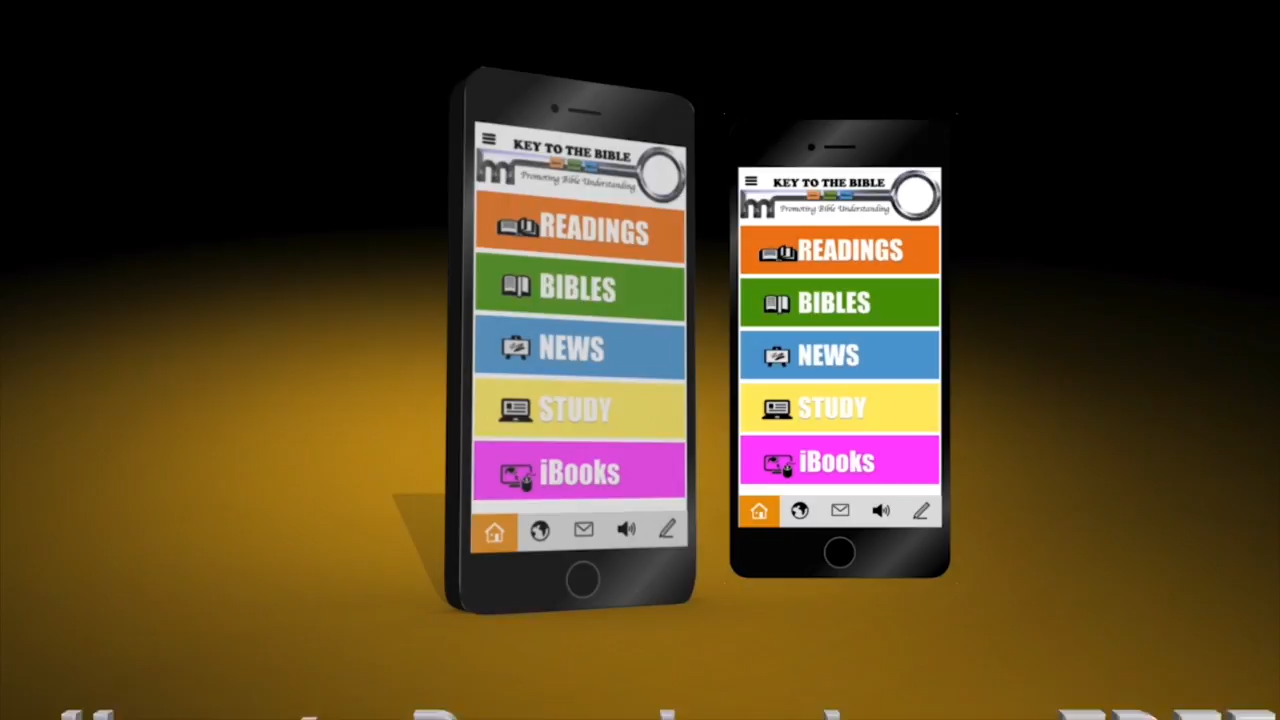 KEY TO THE BIBLE
Promoting Bible Understanding
READINGS
BIBLES
NEWS
STUDY
iBooks
KEY TO THE BIBLE
Promoting Bible Understanding
READINGS
BIBLES
NEWS
STUDY
iBooks